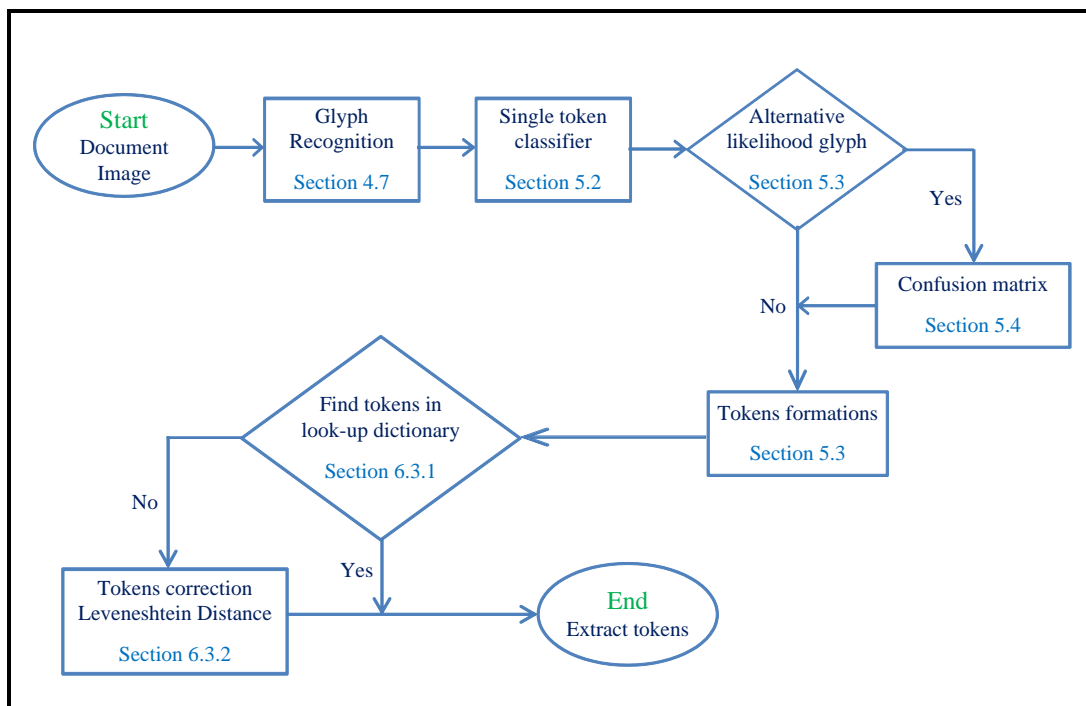 Start
Document
Image
Glyph
Recognition
Section 4.7
Single token
classifier
Section 5.2
Alternative
likelihood glyph
Section 5.3
Yes
Confusion matrix
Section 5.4
No
Tokens formations
Section 5.3
Find tokens in
look-up dictionary
Section 6.3.1
No
Yes
Tokens correction
Leveneshtein Distance
Section 6.3.2
End
Extract tokens